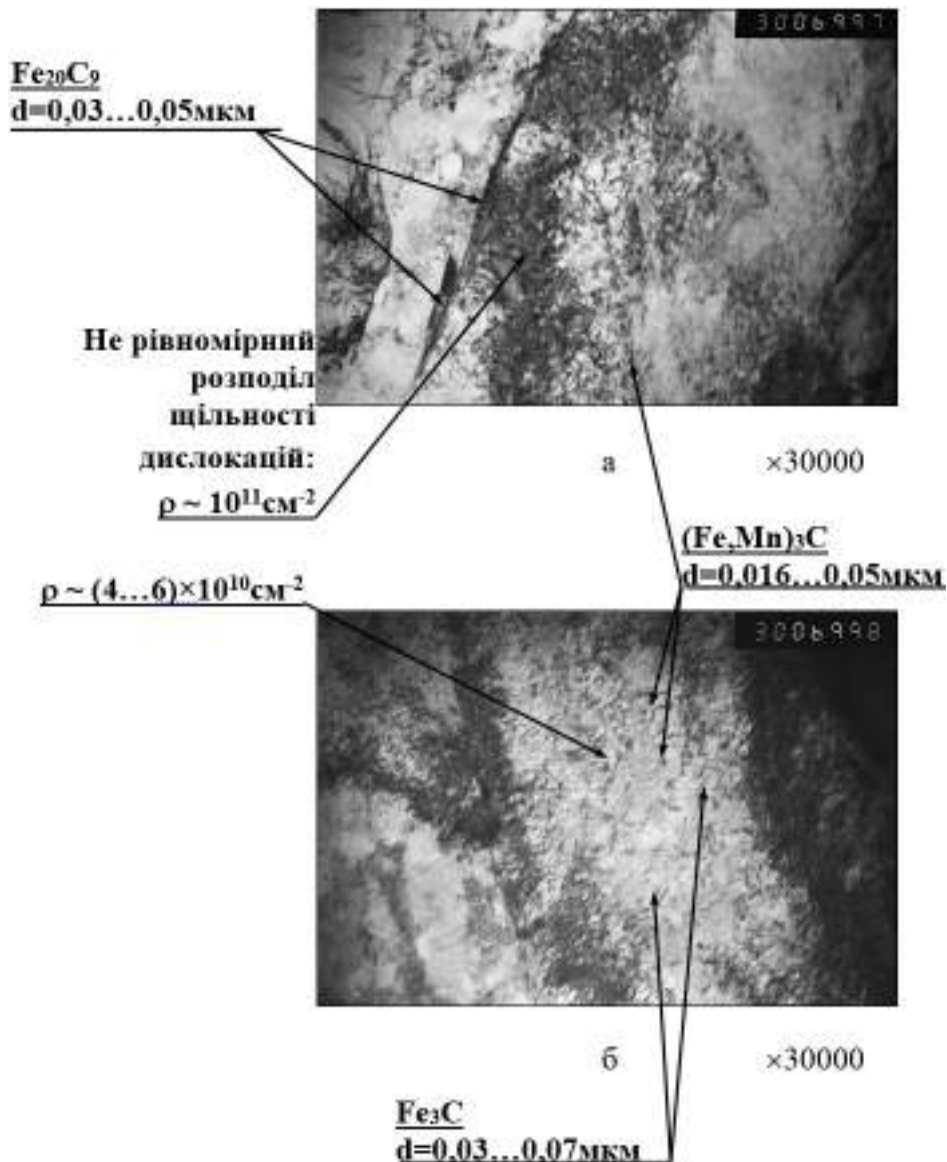 3006997
Fe₂₀C₉
d=0,03…0,05мкм
Не рівномірний
розподіл
щільності
дислокацій:
ρ ~ 10¹¹см⁻²
а ×30000
(Fe,Mn)₃C
d=0,016…0,05мкм
ρ ~ (4…6)×10¹⁰см⁻²
3006998
б ×30000
Fe₃C
d=0,03…0,07мкм